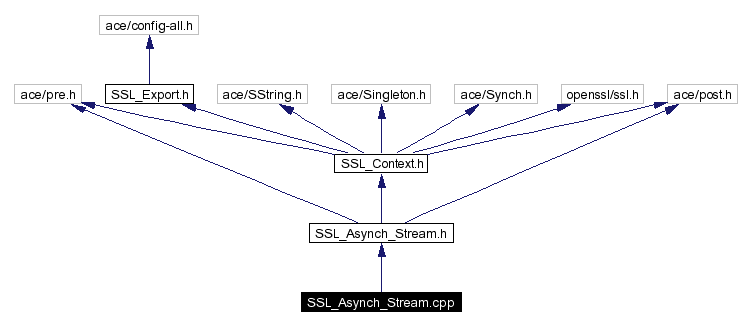 ace/config-all.h
ace/pre.h
SSL_Export.h
ace/SString.h
ace/Singleton.h
ace/Synch.h
openssl/ssl.h
ace/post.h
SSL_Context.h
SSL_Asynch_Stream.h
SSL_Asynch_Stream.cpp